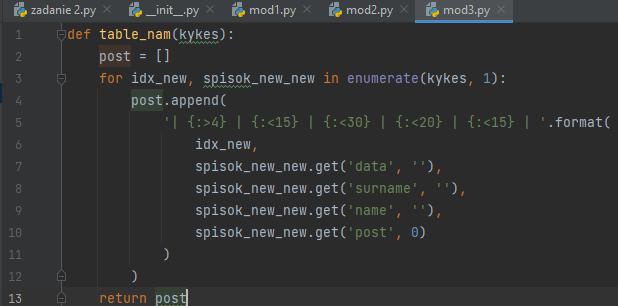 zadanie 2.py × __init__.py × mod1.py × mod2.py × mod3.py ×
1 def table_nam(kykes):
2     post = []
3     for idx_new, spisok_new_new in enumerate(kykes, 1):
4         post.append(
5             '| {:>4} | {:<15} | {:<30} | {:<20} | {:<15} | '.format(
6                 idx_new,
7                 spisok_new_new.get('data', ''),
8                 spisok_new_new.get('surname', ''),
9                 spisok_new_new.get('name', ''),
10                 spisok_new_new.get('post', 0)
11             )
12         )
13     return post